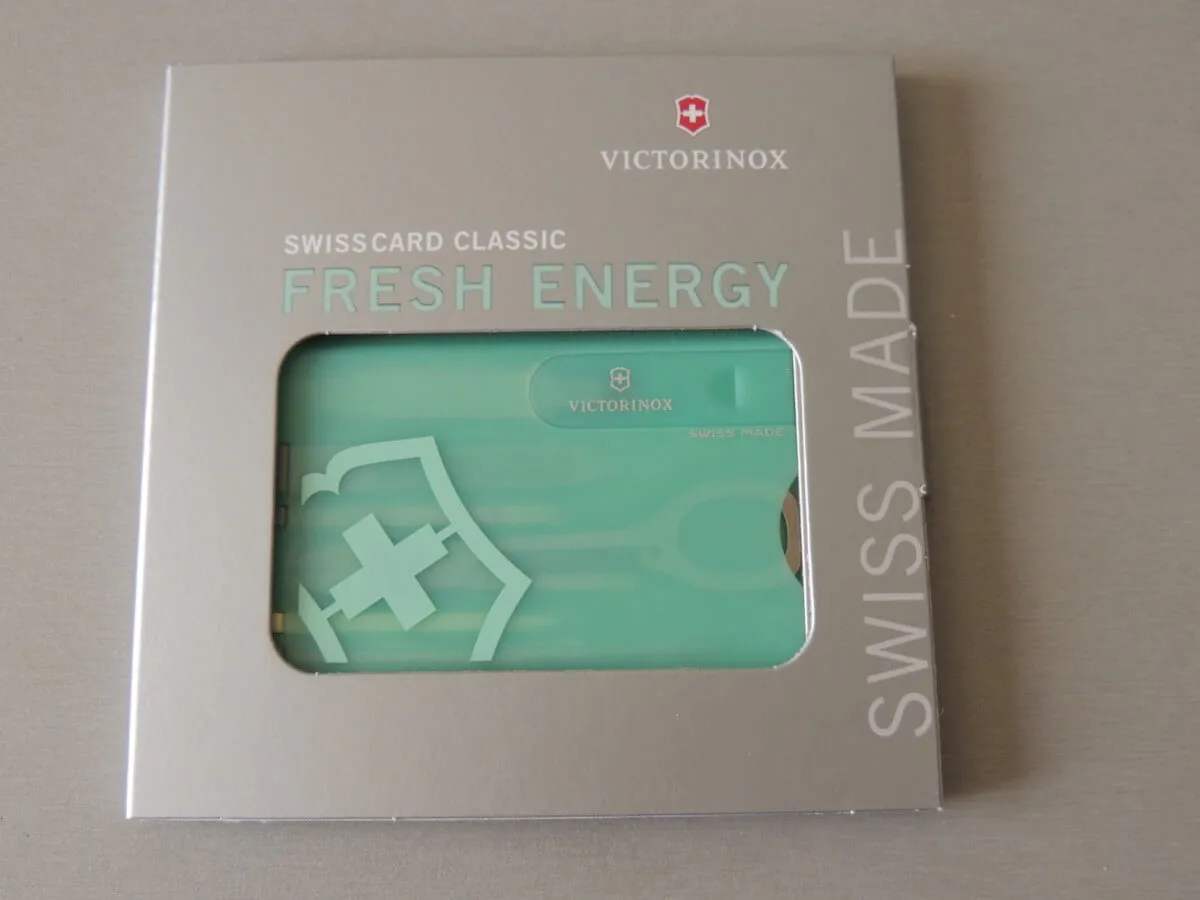 VICTORINOX
SWISSCARD CLASSIC
FRESH ENERGY
VICTORINOX
SWISS MADE
SWISS MADE